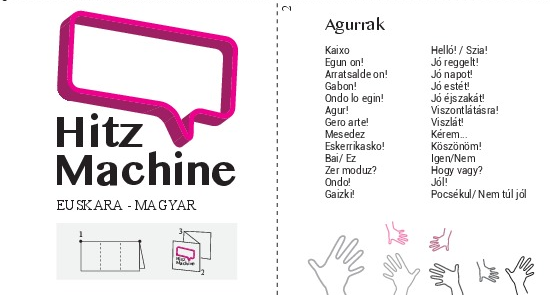 Hitz
Machine
EUSKARA - MAGYAR
1
3
Hitz
Machine
2
2
Agurrak
Kaixo Helló! / Szia!
Egun on! Jó reggelt!
Arratsalde on! Jó napot!
Gabon! Jó estét!
Ondo lo egin! Jó éjszakát!
Agur! Viszontlátásra!
Gero arte! Viszlát!
Mesedez Kérem...
Eskerrikasko! Köszönöm!
Bai/ Ez Igen/Nem
Zer moduz? Hogy vagy?
Ondo! Jól!
Gaizki! Pocsékul/ Nem túl jól